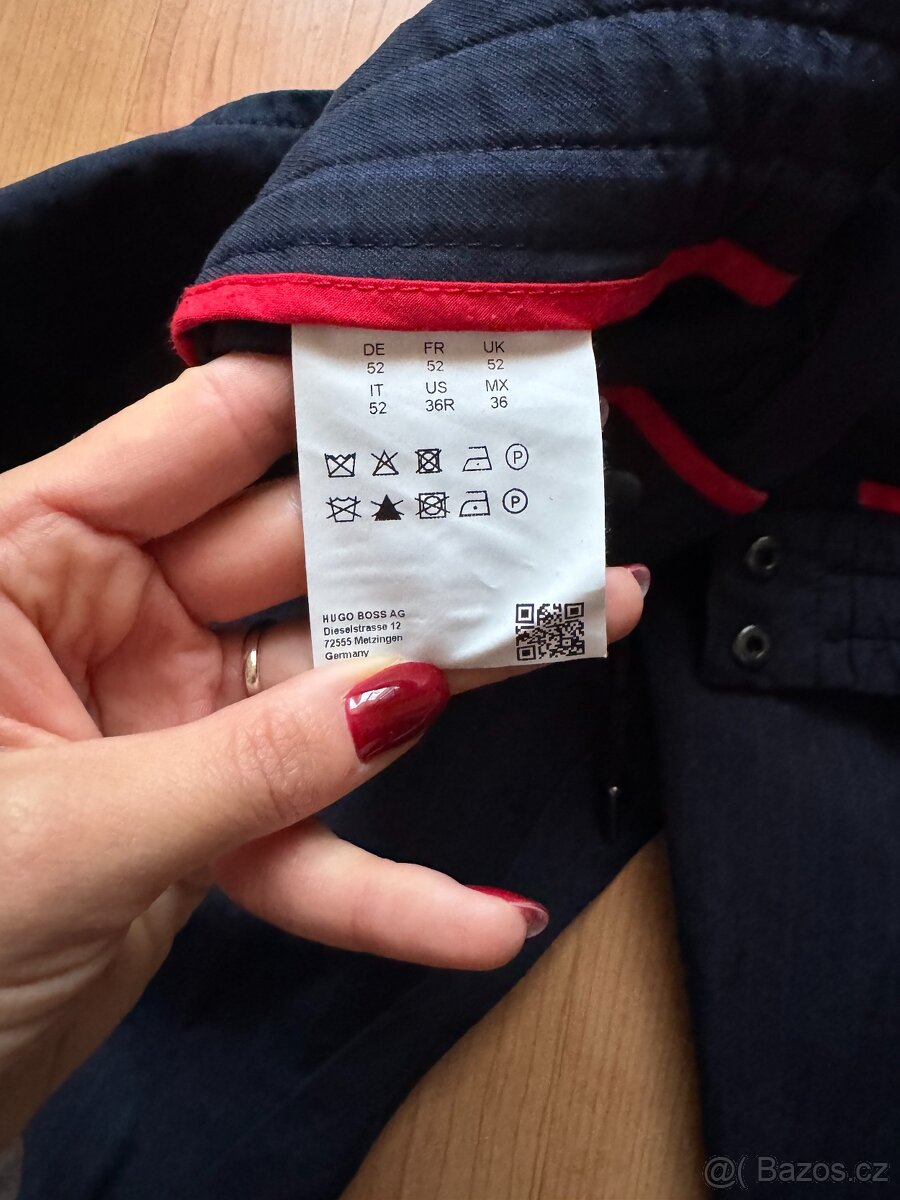 DE FR UK
52 52 52
IT US MX
52 36R 36
P
P
HUGO BOSS AG
Dieselstrasse 12
72555 Metzingen
Germany
@( Bazos.cz